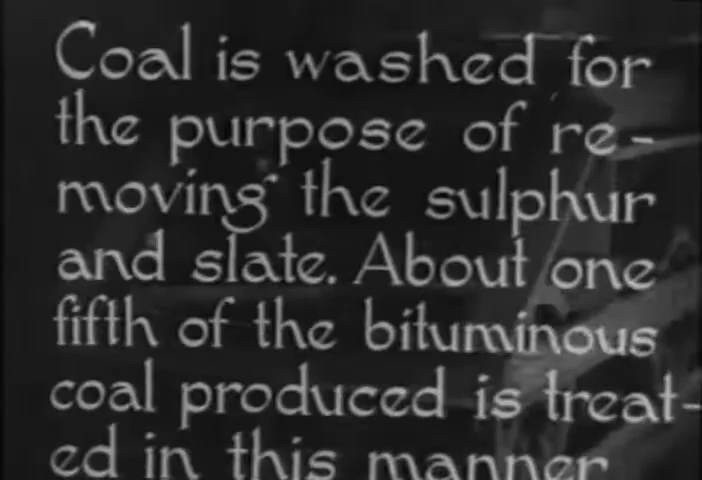 Coal is washed for
the purpose of re-
moving the sulphur
and slate. About one
fifth of the bituminous
coal produced is treat-
ed in this manner